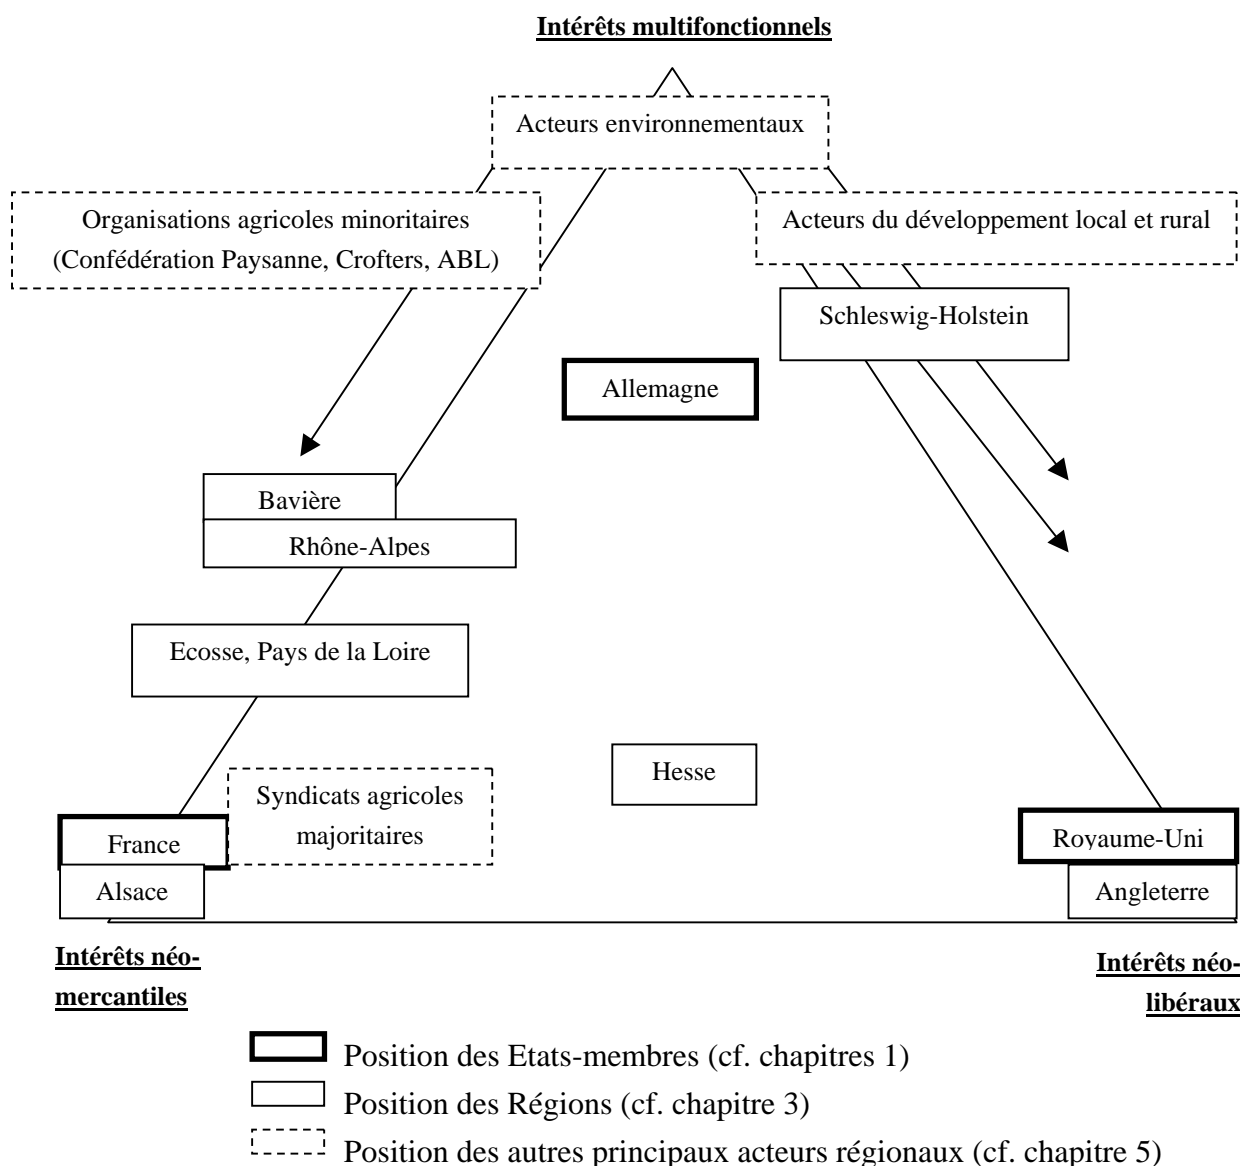 Intérêts multifonctionnels
Acteurs environnementaux
Organisations agricoles minoritaires
(Confédération Paysanne, Crofters, ABL)
Acteurs du développement local et rural
Schleswig-Holstein
Allemagne
Bavière
Rhône-Alpes
Ecosse, Pays de la Loire
Hesse
Syndicats agricoles
majoritaires
France
Alsace
Royaume-Uni
Angleterre
Intérêts néo-
mercantiles
Intérêts néo-
libéraux
Position des Etats-membres (cf. chapitres 1)
Position des Régions (cf. chapitre 3)
Position des autres principaux acteurs régionaux (cf. chapitre 5)